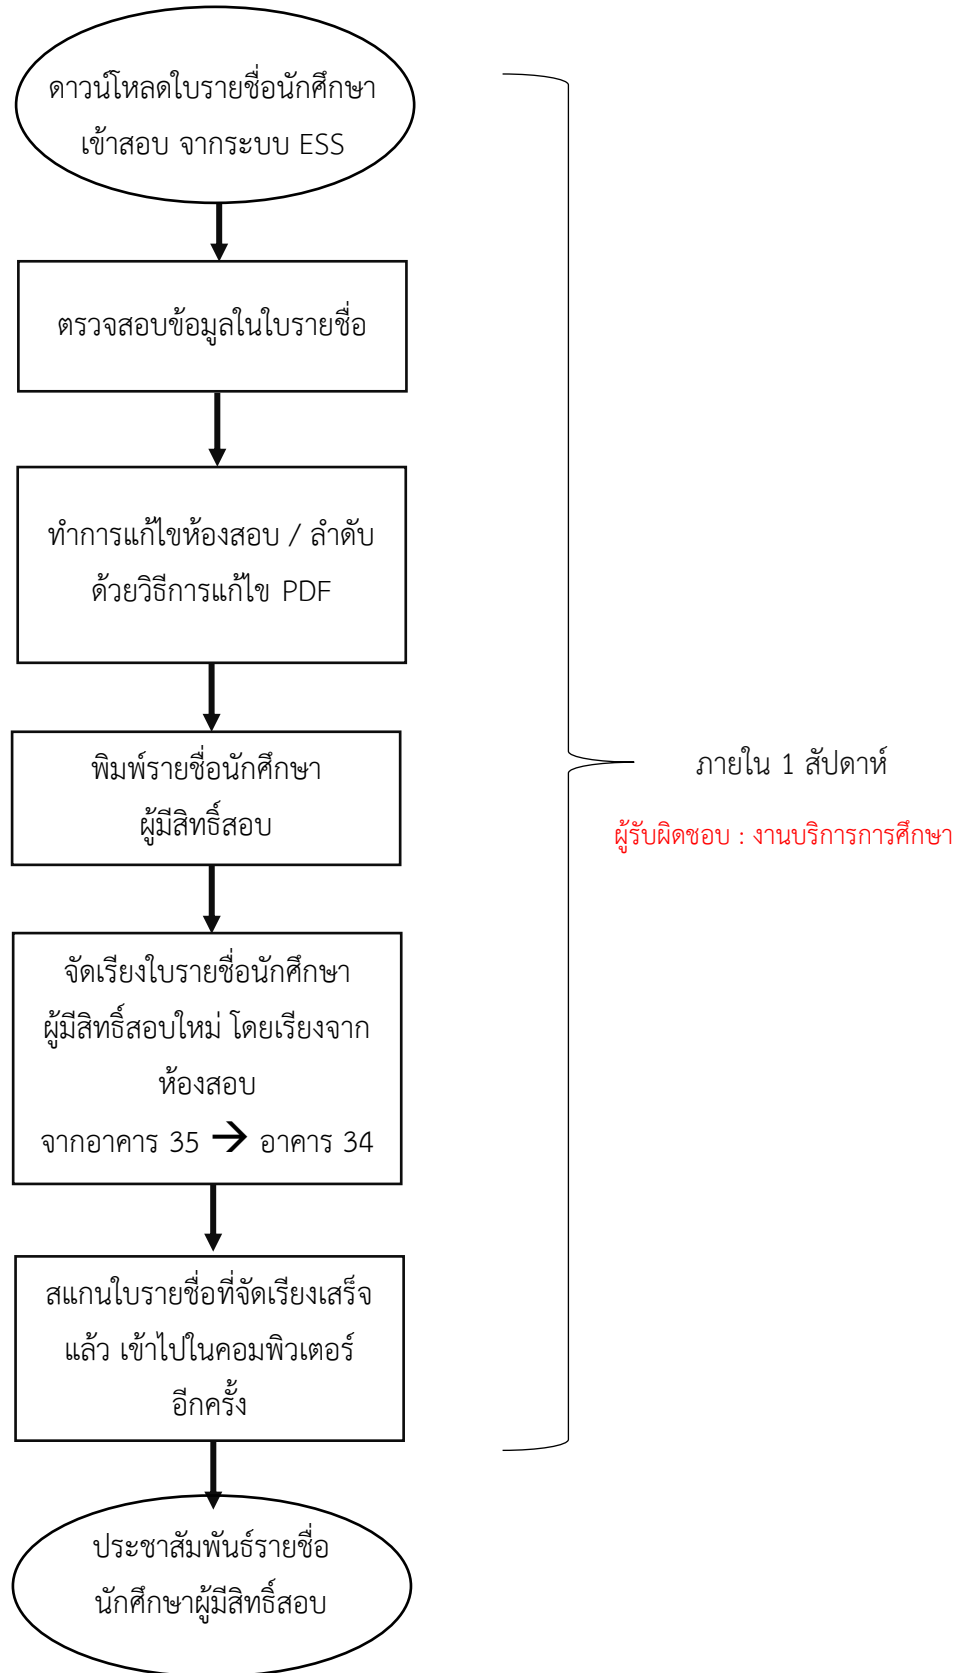 ดาวน์โหลดใบรายชื่อนักศึกษา
เข้าสอบ จากระบบ ESS
ตรวจสอบข้อมูลในใบรายชื่อ
ทำการแก้ไขห้องสอบ / ลำดับ
ด้วยวิธีการแก้ไข PDF
พิมพ์รายชื่อนักศึกษา
ผู้มีสิทธิ์สอบ
จัดเรียงใบรายชื่อนักศึกษา
ผู้มีสิทธิ์สอบใหม่ โดยเรียงจาก
ห้องสอบ
จากอาคาร 35 → อาคาร 34
สแกนใบรายชื่อที่จัดเรียงเสร็จ
แล้ว เข้าไปในคอมพิวเตอร์
อีกครั้ง
ประชาสัมพันธ์รายชื่อ
นักศึกษาผู้มีสิทธิ์สอบ
ภายใน 1 สัปดาห์
ผู้รับผิดชอบ : งานบริการการศึกษา